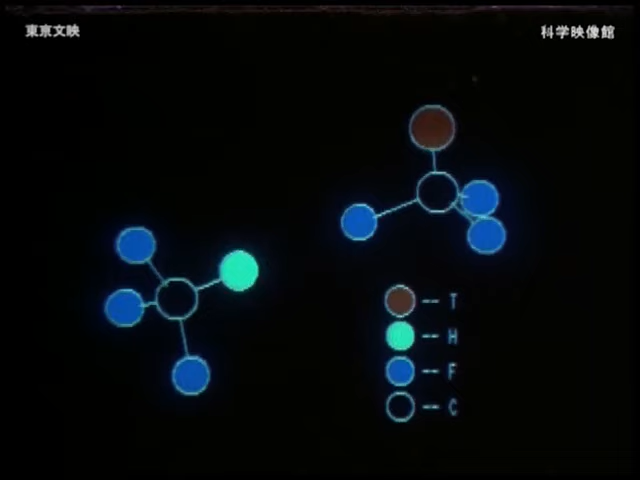 東京文映
科学映像館
-- T
-- H
-- F
-- C